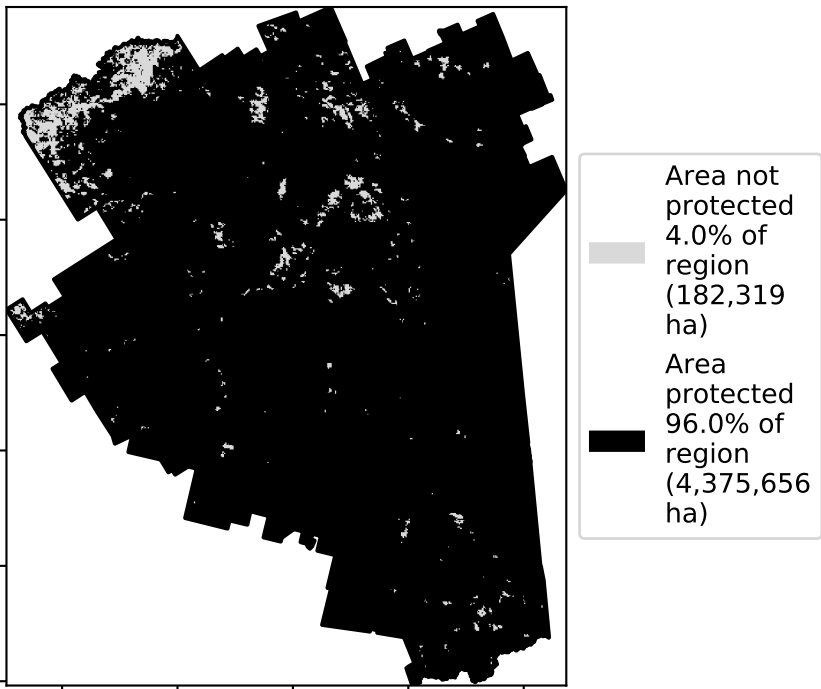 Area not
protected
4.0% of
region
(182,319
ha)
Area
protected
96.0% of
region
(4,375,656
ha)